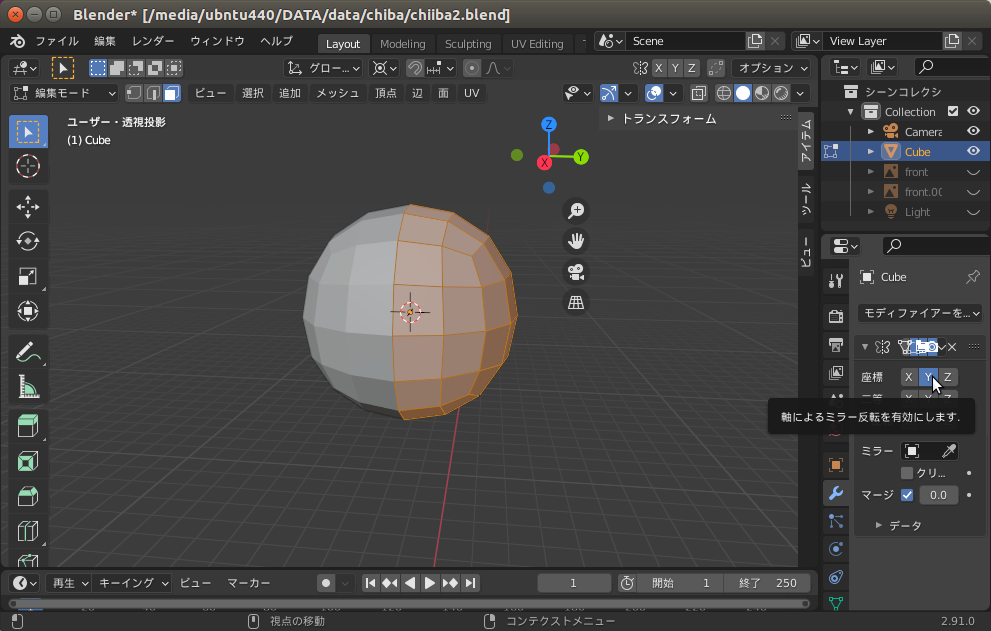 Blender* [/media/ubntu440/DATA/data/chiba/chiiba2.blend]
ファイル 編集 レンダー ウィンドウ ヘルプ Layout Modeling Sculpting UV Editing Scene View Layer
グロー... X Y Z オプション
編集モード ビュー 選択 追加 メッシュ 頂点 辺 面 UV
ユーザー・透視投影
(1) Cube
トランスフォーム
Z
Y
X
アイテム
ツール
ビュー
シーンコレクシ
Collection
Camera
Cube
front
front.00
Light
Cube
モディファイアーを...
座標 X Y Z
軸によるミラー反転を有効にします.
ミラー
クリ...
マージ 0.0
データ
再生 キーイング ビュー マーカー 1 開始 1 終了 250
視点の移動 コンテクストメニュー 2.91.0